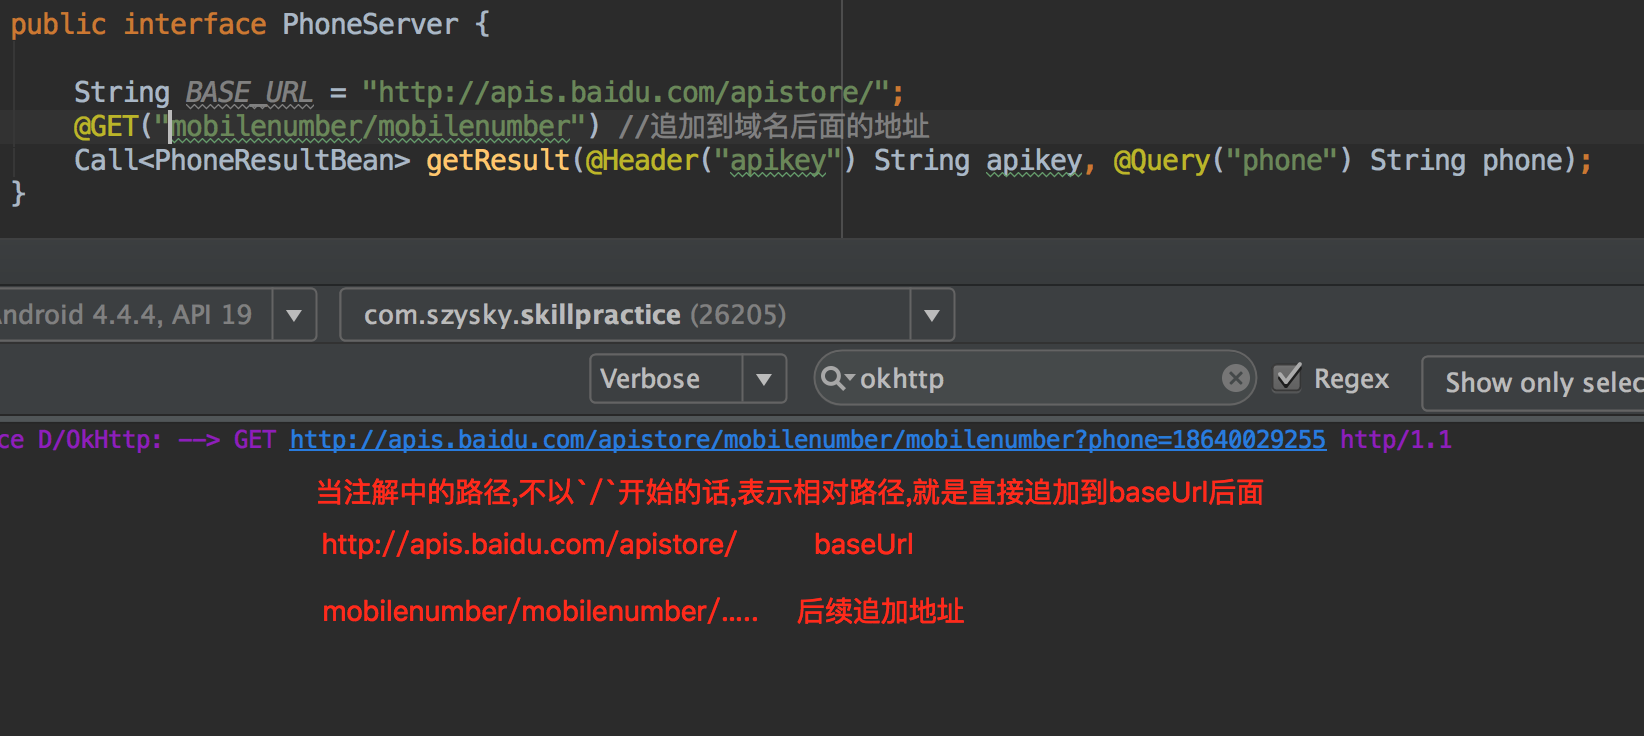 public interface PhoneServer {
String BASE_URL = "http://apis.baidu.com/apistore/";
@GET("mobilenumber/mobilenumber") //追加到域名后面的地址
Call<PhoneResultBean> getResult(@Header("apikey") String apikey, @Query("phone") String phone);
}
ndroid 4.4.4, API 19
com.szysky.skillpractice (26205)
Verbose
okhttp
Regex
Show only selec
ce D/OkHttp: --> GET http://apis.baidu.com/apistore/mobilenumber/mobilenumber?phone=18640029255 http/1.1
当注解中的路径,不以`/`开始的话,表示相对路径,就是直接追加到baseUrl后面
http://apis.baidu.com/apistore/ baseUrl
mobilenumber/mobilenumber/..... 后续追加地址